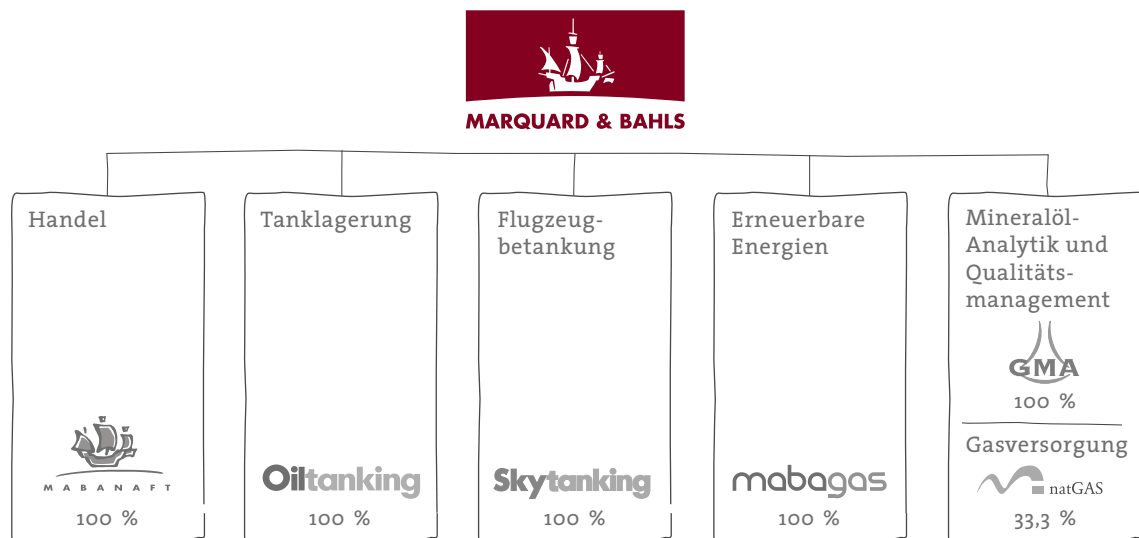 MARQUARD & BAHLS
Handel
MABANAFT
100 %
Tanklagerung
Oiltanking
100 %
Flugzeug-
betankung
Skytanking
100 %
Erneuerbare
Energien
mabagas
100 %
Mineralöl-
Analytik und
Qualitäts-
management
GMA
100 %
Gasversorgung
natGAS
33,3 %